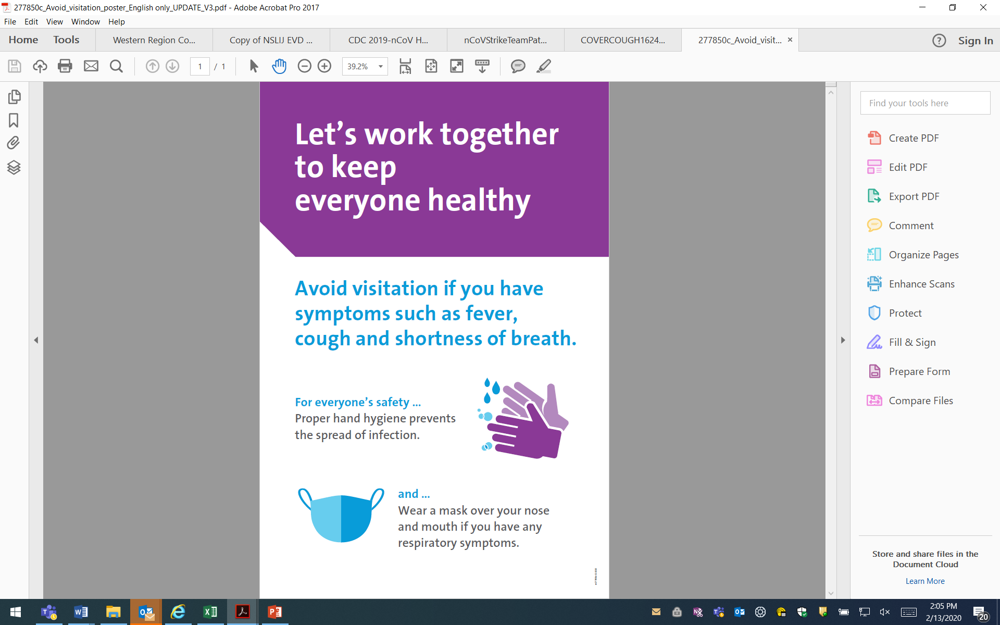 277850c_Avoid_visitation_poster_English only_UPDATE_V3.pdf - Adobe Acrobat Pro 2017
File Edit View Window Help
Home Tools Western Region Co... Copy of NSLIJ EVD ... CDC 2019-nCoV H... nCoVStrikeTeamPat... COVERCOUGH1624... 277850c_Avoid_visit... Sign In
1 / 1 39.2%
Let's work together
to keep
everyone healthy
Avoid visitation if you have
symptoms such as fever,
cough and shortness of breath.
For everyone's safety ...
Proper hand hygiene prevents
the spread of infection.
and ...
Wear a mask over your nose
and mouth if you have any
respiratory symptoms.
Find your tools here
Create PDF
Edit PDF
Export PDF
Comment
Organize Pages
Enhance Scans
Protect
Fill & Sign
Prepare Form
Compare Files
Store and share files in the
Document Cloud
Learn More
2:05 PM
2/13/2020
20